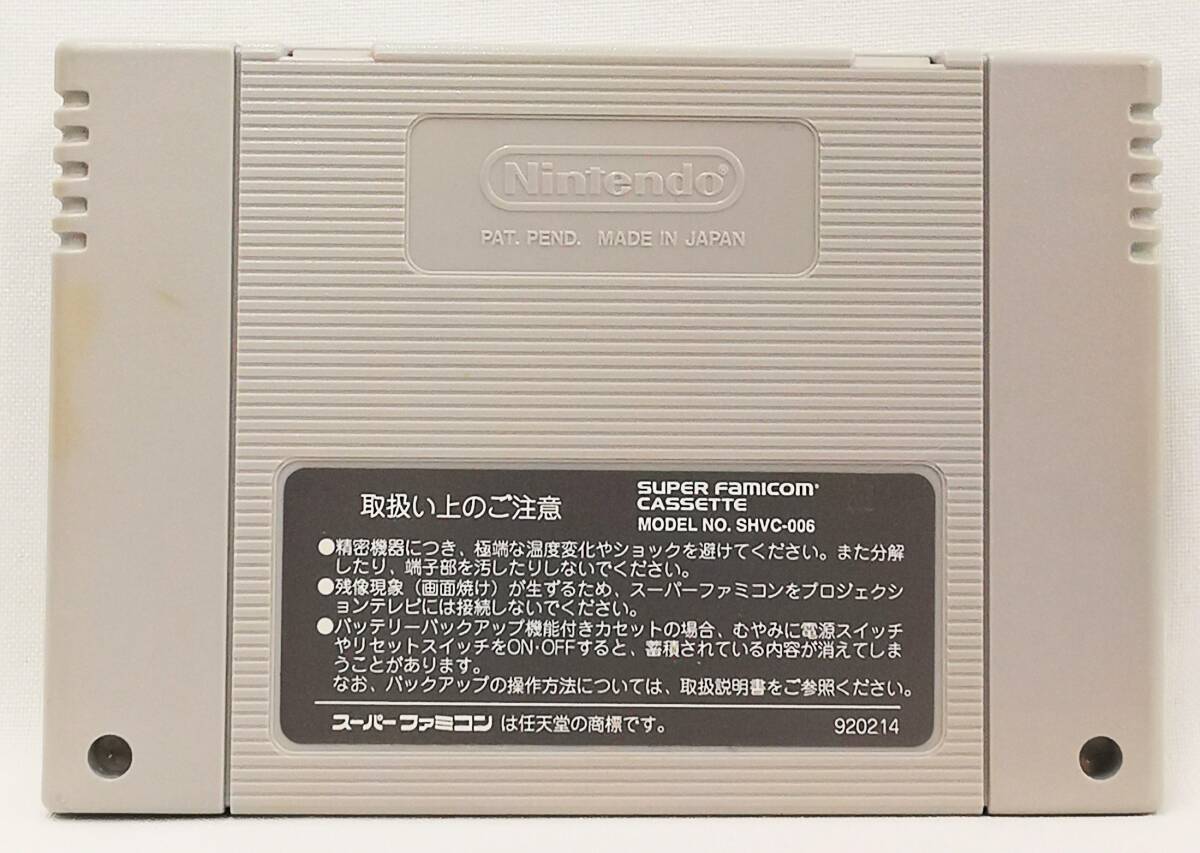 Nintendo®
PAT. PEND. MADE IN JAPAN
取扱い上のご注意
SUPER FAMICOM®
CASSETTE
MODEL NO. SHVC-006
●精密機器につき、極端な温度変化やショックを避けてください。また分解
したり、端子部を汚したりしないでください。
●残像現象（画面焼け）が生ずるため、スーパーファミコンをプロジェクシ
ョンテレビには接続しないでください。
●バッテリーバックアップ機能付きカセットの場合、むやみに電源スイッチ
やリセットスイッチをON・OFFすると、蓄積されている内容が消えてしま
うことがあります。
なお、バックアップの操作方法については、取扱説明書をご参照ください。
スーパーファミコンは任天堂の商標です。
920214